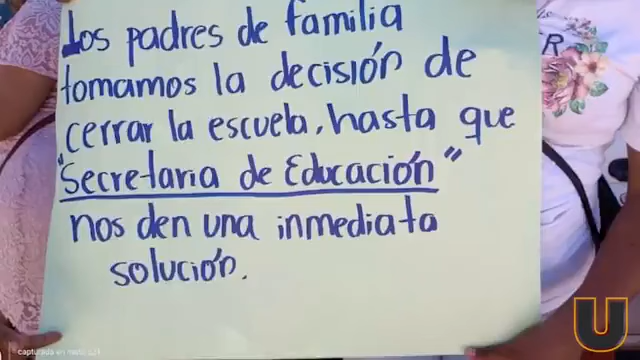 Los padres de familia
tomamos la decisión de
cerrar la escuela, hasta que
"Secretaria de Educación"
nos den una inmediata
solución.
R
U